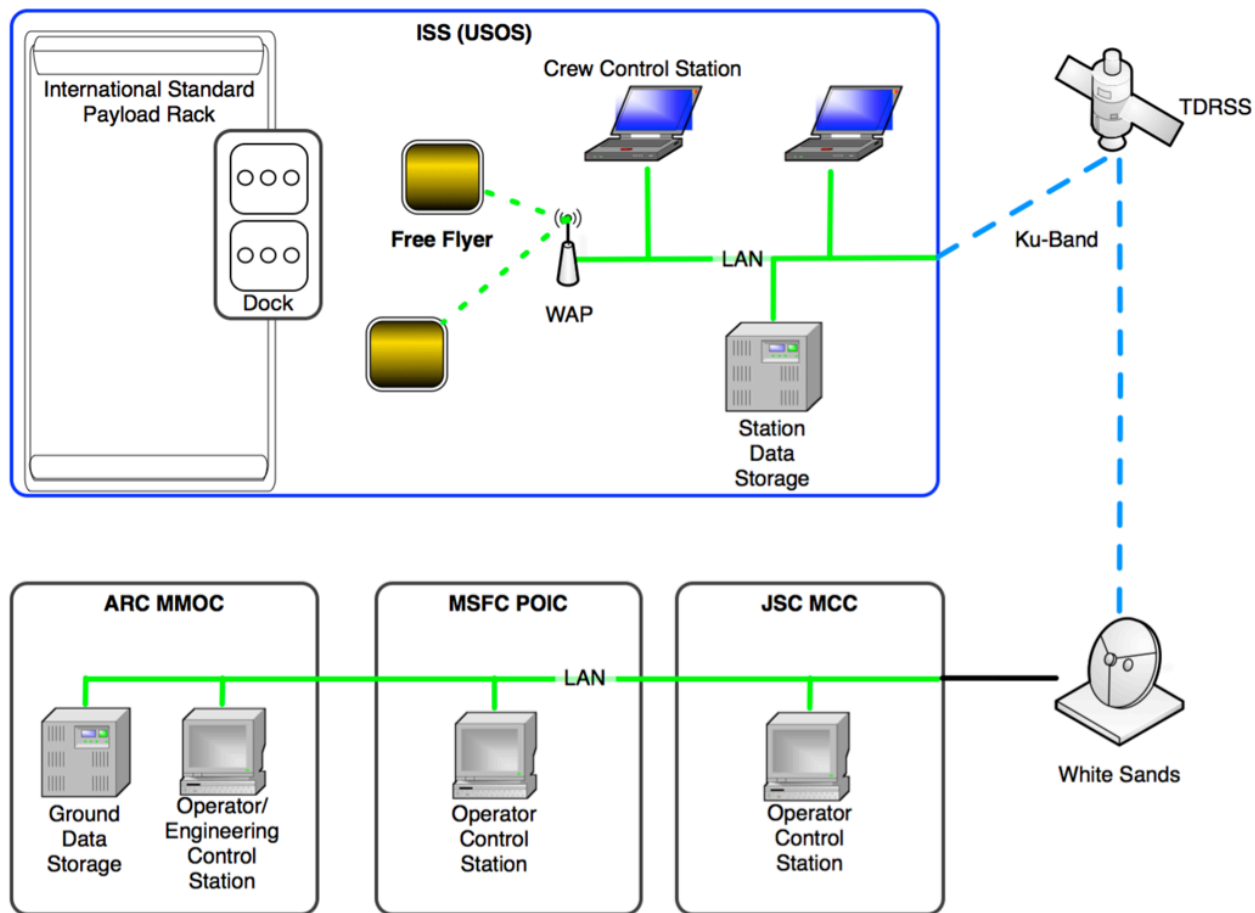 ISS (USOS)
International Standard
Payload Rack
Crew Control Station
TDRSS
Free Flyer
Ku-Band
LAN
Dock
WAP
Station
Data
Storage
ARC MMOC
MSFC POIC
JSC MCC
LAN
White Sands
Ground
Data
Storage
Operator/
Engineering
Control
Station
Operator
Control
Station
Operator
Control
Station